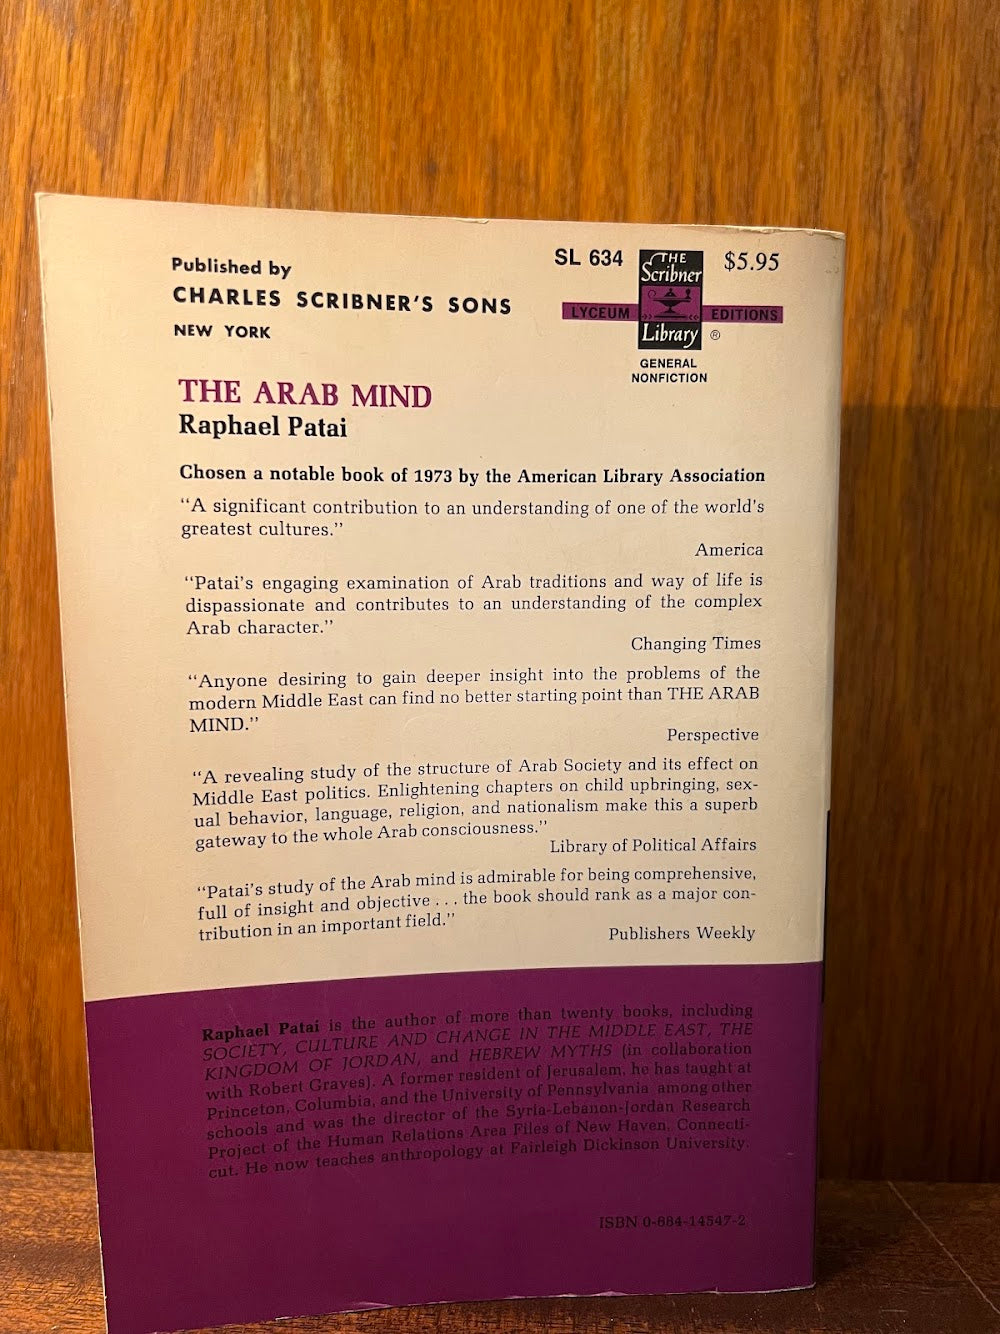 Published by
CHARLES SCRIBNER'S SONS
NEW YORK
SL 634
THE
Scribner
LYCEUM EDITIONS
Library ®
$5.95
GENERAL
NONFICTION
THE ARAB MIND
Raphael Patai
Chosen a notable book of 1973 by the American Library Association
"A significant contribution to an understanding of one of the world's
greatest cultures."
America
"Patai's engaging examination of Arab traditions and way of life is
dispassionate and contributes to an understanding of the complex
Arab character."
Changing Times
"Anyone desiring to gain deeper insight into the problems of the
modern Middle East can find no better starting point than THE ARAB
MIND."
Perspective
"A revealing study of the structure of Arab Society and its effect on
Middle East politics. Enlightening chapters on child upbringing, sex-
ual behavior, language, religion, and nationalism make this a superb
gateway to the whole Arab consciousness."
Library of Political Affairs
"Patai's study of the Arab mind is admirable for being comprehensive,
full of insight and objective . . . the book should rank as a major con-
tribution in an important field."
Publishers Weekly
Raphael Patai is the author of more than twenty books, including
SOCIETY, CULTURE AND CHANGE IN THE MIDDLE EAST, THE
KINGDOM OF JORDAN, and HEBREW MYTHS (in collaboration
with Robert Graves). A former resident of Jerusalem, he has taught at
Princeton, Columbia, and the University of Pennsylvania among other
schools and was the director of the Syria-Lebanon-Jordan Research
Project of the Human Relations Area Files of New Haven, Connecti-
cut. He now teaches anthropology at Fairleigh Dickinson University.
ISBN 0-684-14547-2